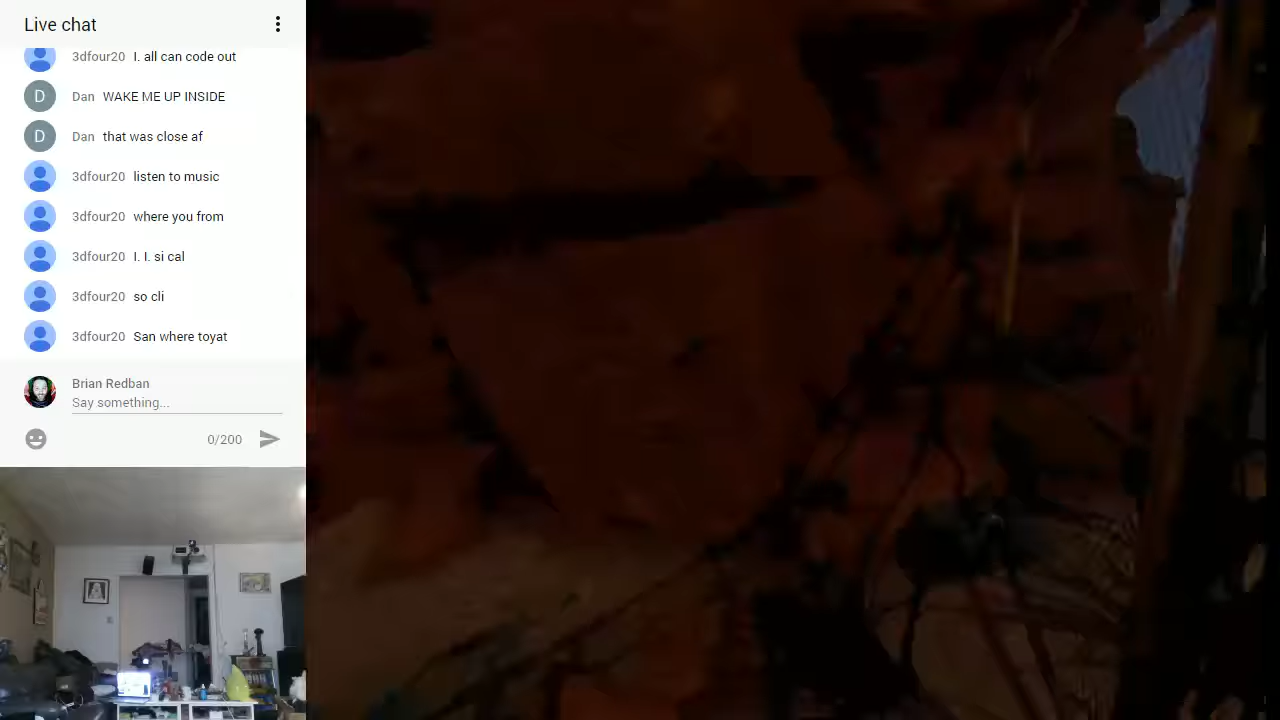 Live chat
3dfour20 I. all can code out
D Dan WAKE ME UP INSIDE
D Dan that was close af
3dfour20 listen to music
3dfour20 where you from
3dfour20 I. I. si cal
3dfour20 so cli
3dfour20 San where toyat
Brian Redban
Say something...
0/200